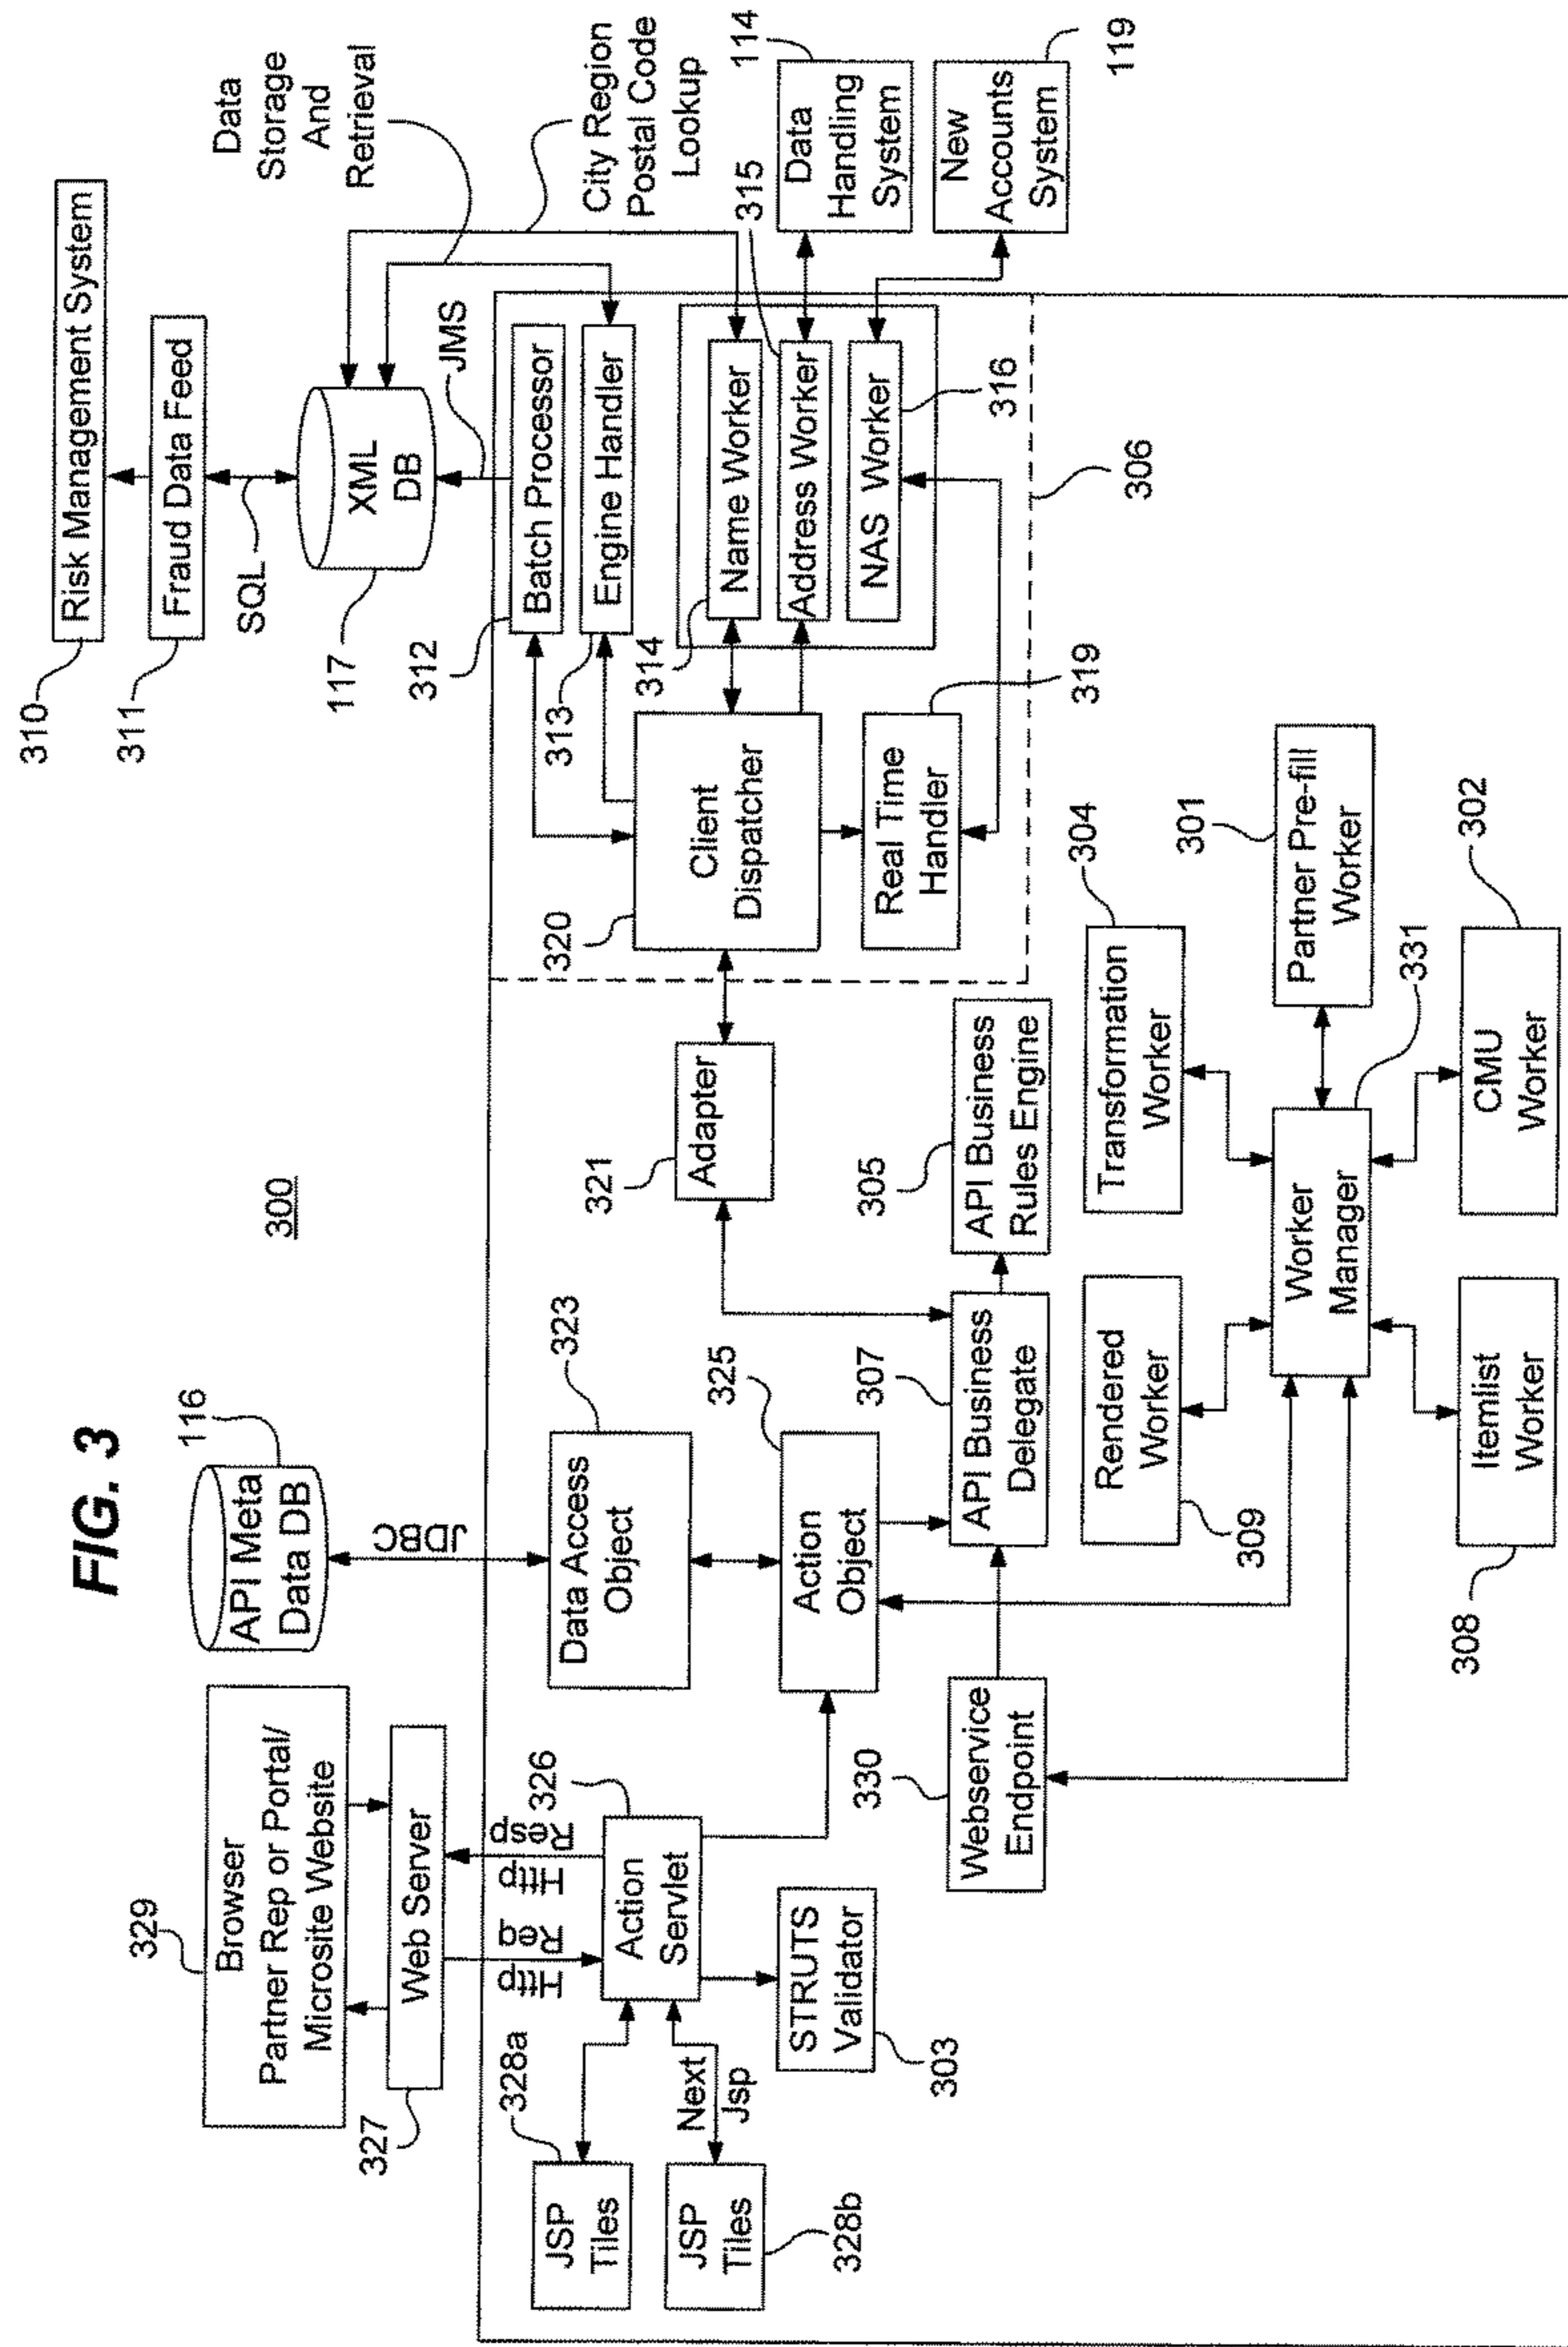 FIG. 3
300
329
Browser
Partner Rep or Portal/
Microsite Website
327
Web Server
116
API Meta
Data DB
JDBC
310
Risk Management System
311
Fraud Data Feed
SQL
117
XML
DB
JMS
Data
Storage
And
Retrieval
City Region
Postal Code
Lookup
Http Req
Http Resp
326
Action
Servlet
328a
JSP
Tiles
Next
Jsp
JSP
Tiles
328b
STRUTS
Validator
303
323
Data Access
Object
325
Action
Object
330
Webservice
Endpoint
307
API Business
Delegate
305
API Business
Rules Engine
321
Adapter
320
Client
Dispatcher
312
Batch Processor
313
Engine Handler
314
314
Name Worker
315
Address Worker
NAS Worker
316
319
Real Time
Handler
306
114
Data
Handling
System
New
Accounts
System
119
Rendered
Worker
309
304
Transformation
Worker
301
Partner Pre-fill
Worker
331
Worker
Manager
302
CMU
Worker
Itemlist
Worker
308